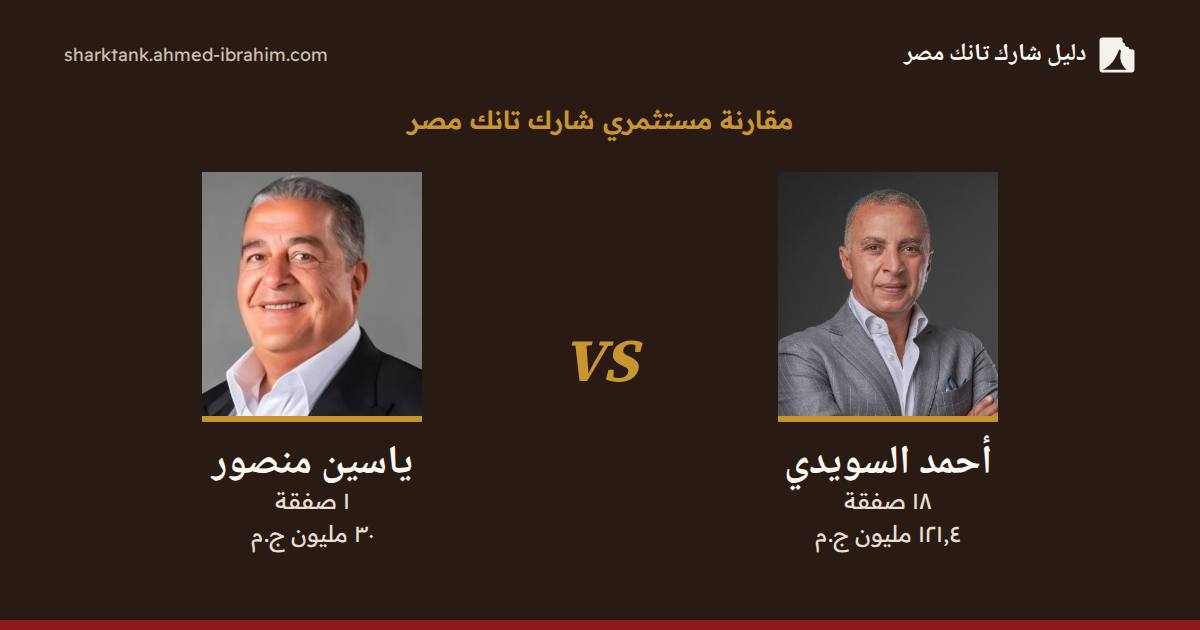 دليل شارك تانك مصر
sharktank.ahmed-ibrahim.com
مقارنة مستثمري شارك تانك مصر
أحمد السويدي
١٨ صفقة
١٢١,٤ مليون ج.م
VS
ياسين منصور
١ صفقة
٣٠ مليون ج.م